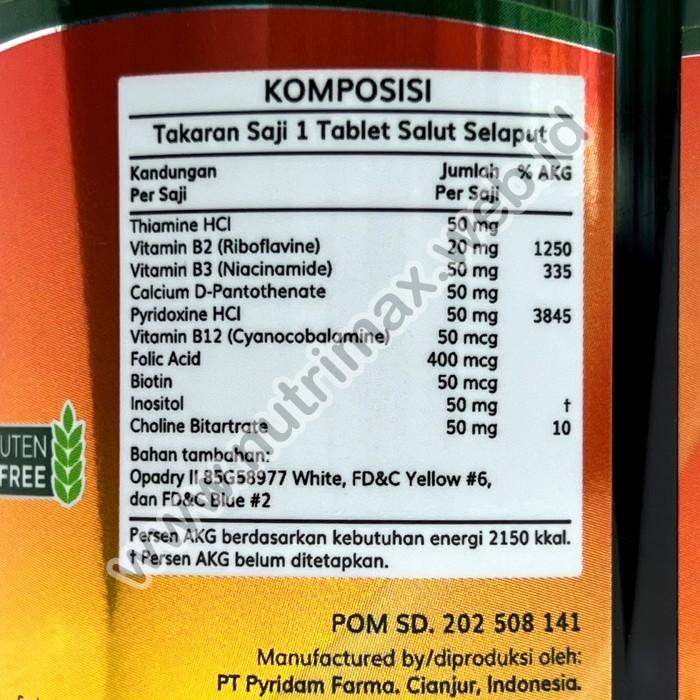 KOMPOSISI
Takaran Saji 1 Tablet Salut Selaput
Kandungan Per Saji Jumlah Per Saji % AKG
Thiamine HCl 50 mg
Vitamin B2 (Riboflavine) 20 mg 1250
Vitamin B3 (Niacinamide) 50 mg 335
Calcium D-Pantothenate 50 mg
Pyridoxine HCl 50 mg 3845
Vitamin B12 (Cyanocobalamine) 50 mcg
Folic Acid 400 mcg
Biotin 50 mcg
Inositol 50 mg †
Choline Bitartrate 50 mg 10
Bahan tambahan:
Opadry II 85G58977 White, FD&C Yellow #6,
dan FD&C Blue #2
Persen AKG berdasarkan kebutuhan energi 2150 kkal.
† Persen AKG belum ditetapkan.
UTEN
FREE
POM SD. 202 508 141
Manufactured by/diproduksi oleh:
PT Pyridam Farma. Cianjur, Indonesia.
www.nutrimax.web.id